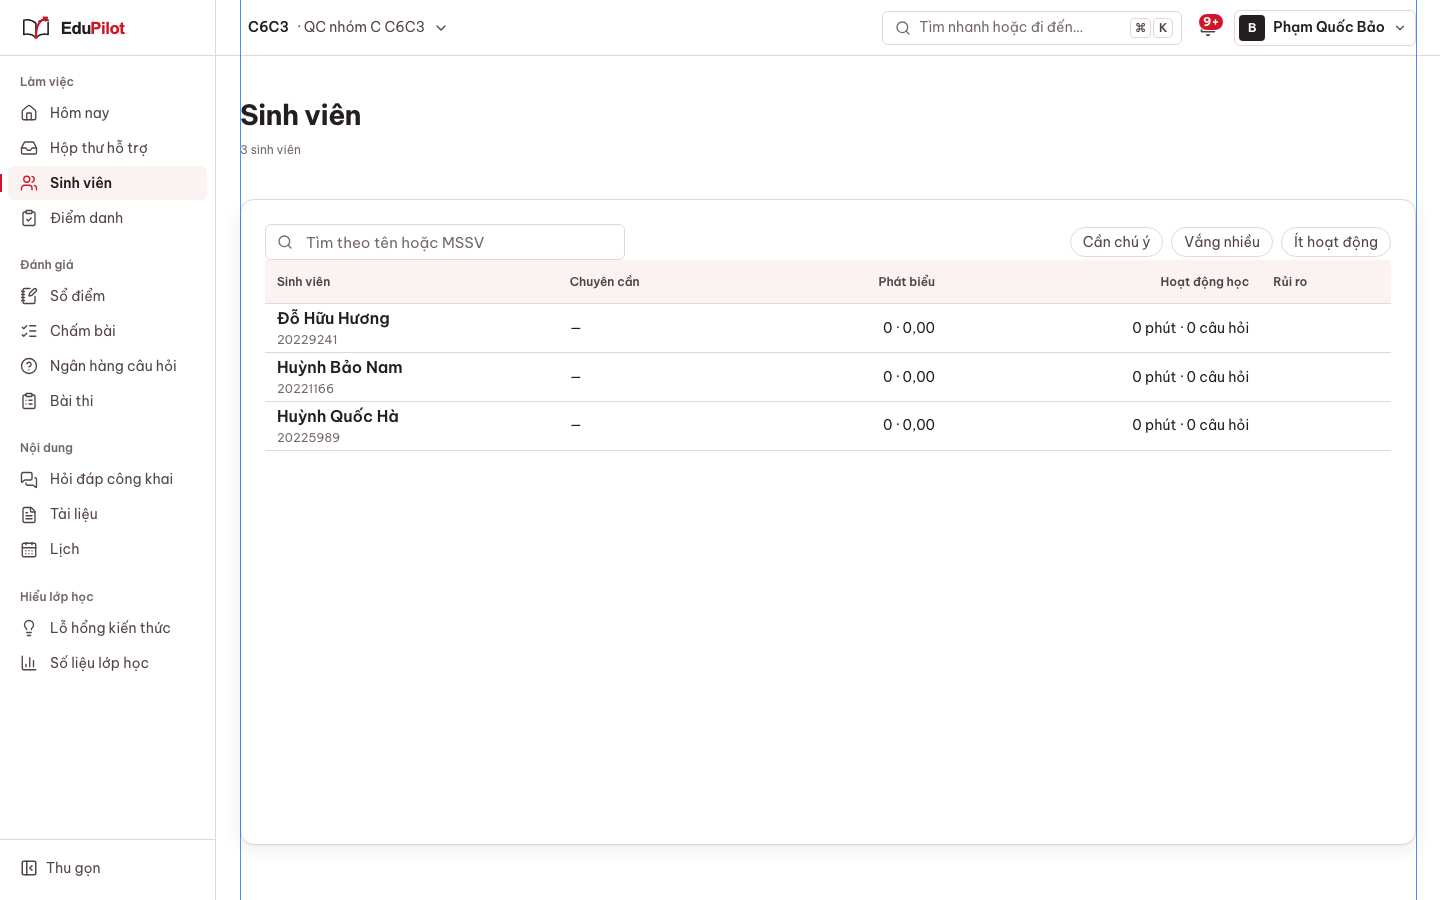 EduPilot
C6C3 · QC nhóm C C6C3
Tìm nhanh hoặc đi đến... ⌘ K
9+
B Phạm Quốc Bảo
Làm việc
Hôm nay
Hộp thư hỗ trợ
Sinh viên
Điểm danh
Đánh giá
Sổ điểm
Chấm bài
Ngân hàng câu hỏi
Bài thi
Nội dung
Hỏi đáp công khai
Tài liệu
Lịch
Hiểu lớp học
Lỗ hổng kiến thức
Số liệu lớp học
Thu gọn
Sinh viên
3 sinh viên
Tìm theo tên hoặc MSSV
Cần chú ý Vắng nhiều Ít hoạt động
Sinh viên Chuyên cần Phát biểu Hoạt động học Rủi ro
Đỗ Hữu Hương
20229241
— 0 · 0,00 0 phút · 0 câu hỏi
Huỳnh Bảo Nam
20221166
— 0 · 0,00 0 phút · 0 câu hỏi
Huỳnh Quốc Hà
20225989
— 0 · 0,00 0 phút · 0 câu hỏi